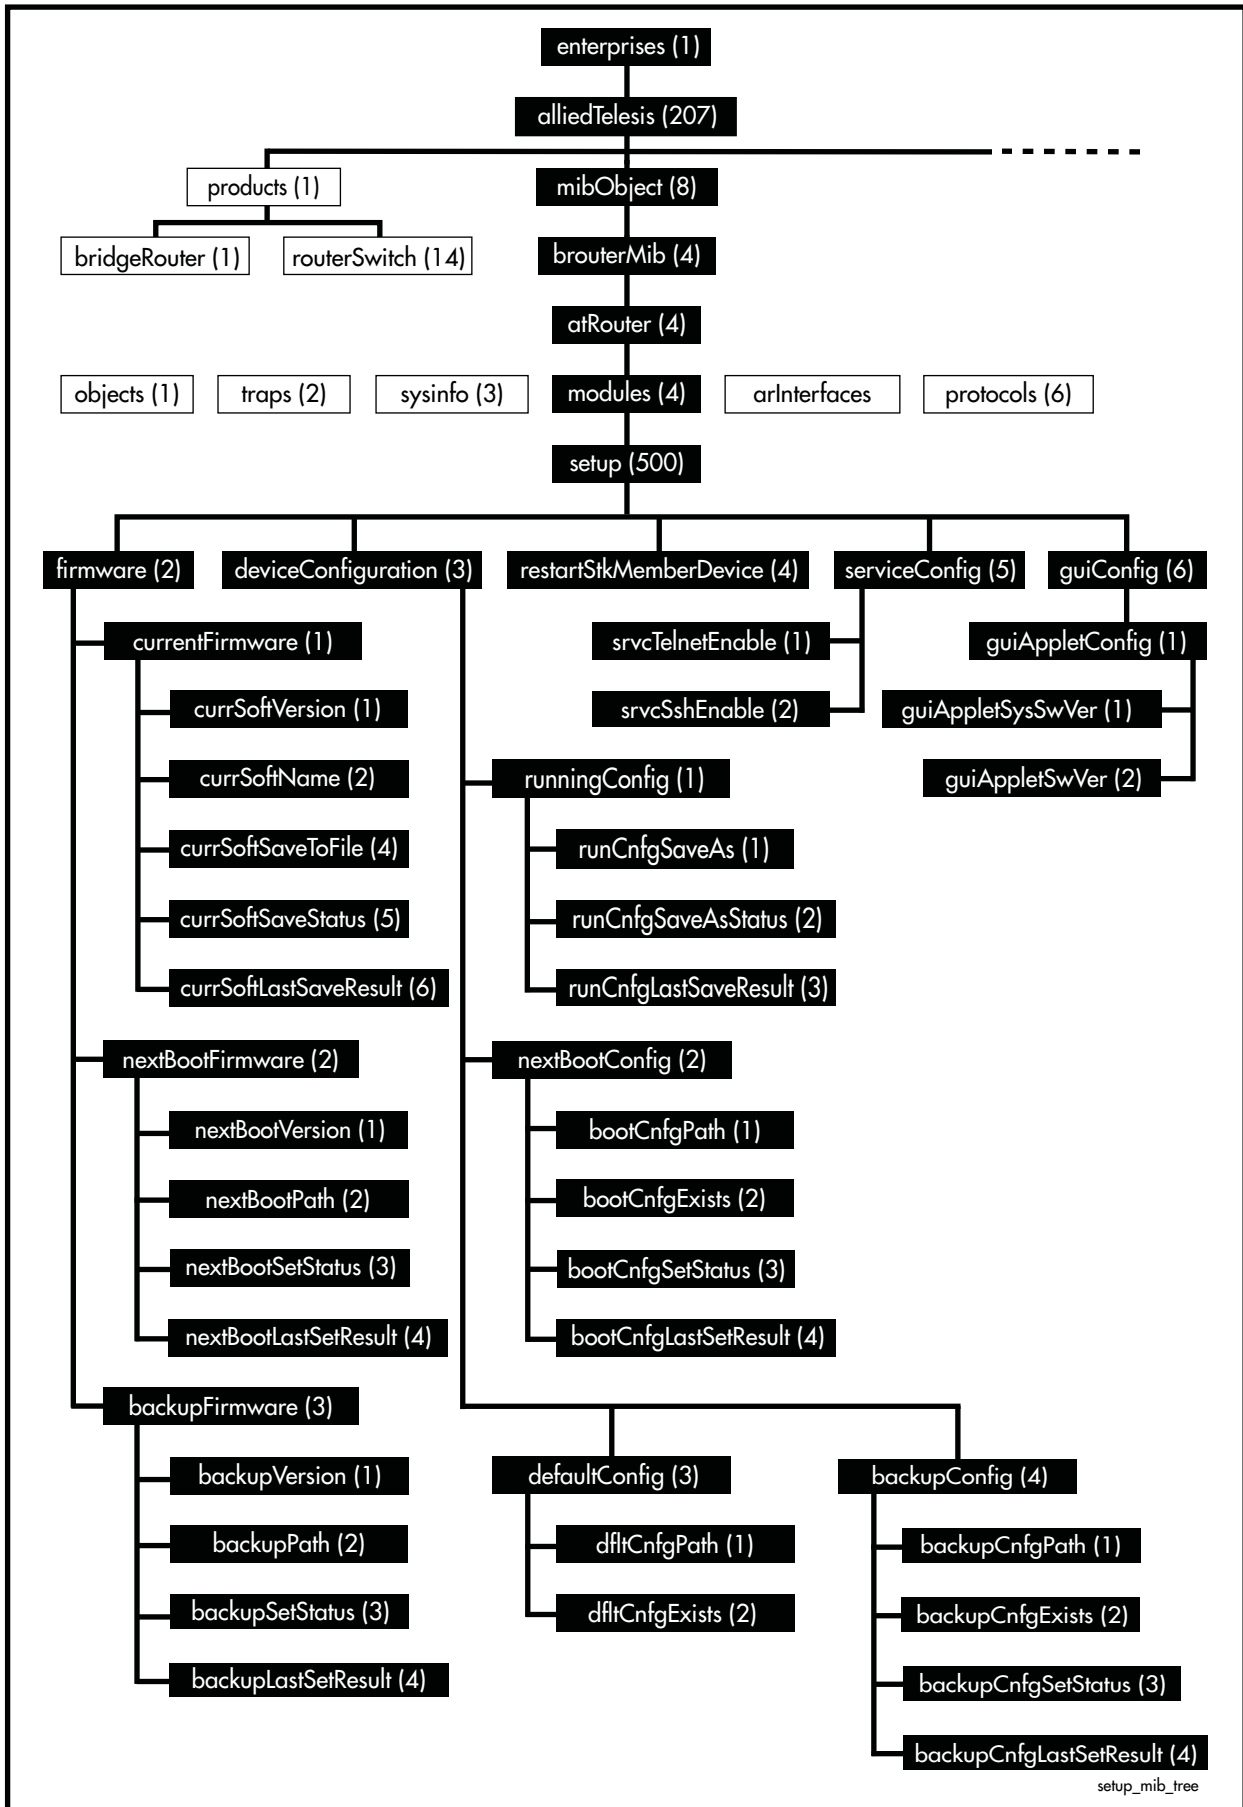 enterprises (1)
alliedTelesis (207)
products (1)
mibObject (8)
bridgeRouter (1)
routerSwitch (14)
brouterMib (4)
atRouter (4)
objects (1)
traps (2)
sysinfo (3)
modules (4)
arInterfaces
protocols (6)
setup (500)
firmware (2)
deviceConfiguration (3)
restartStkMemberDevice (4)
serviceConfig (5)
guiConfig (6)
currentFirmware (1)
srvcTelnetEnable (1)
guiAppletConfig (1)
currSoftVersion (1)
srvcSshEnable (2)
guiAppletSysSwVer (1)
currSoftName (2)
runningConfig (1)
guiAppletSwVer (2)
currSoftSaveToFile (4)
runCnfgSaveAs (1)
currSoftSaveStatus (5)
runCnfgSaveAsStatus (2)
currSoftLastSaveResult (6)
runCnfgLastSaveResult (3)
nextBootFirmware (2)
nextBootConfig (2)
nextBootVersion (1)
bootCnfgPath (1)
nextBootPath (2)
bootCnfgExists (2)
nextBootSetStatus (3)
bootCnfgSetStatus (3)
nextBootLastSetResult (4)
bootCnfgLastSetResult (4)
backupFirmware (3)
backupVersion (1)
defaultConfig (3)
backupConfig (4)
backupPath (2)
dfltCnfgPath (1)
backupCnfgPath (1)
backupSetStatus (3)
dfltCnfgExists (2)
backupCnfgExists (2)
backupLastSetResult (4)
backupCnfgSetStatus (3)
backupCnfgLastSetResult (4)
setup_mib_tree